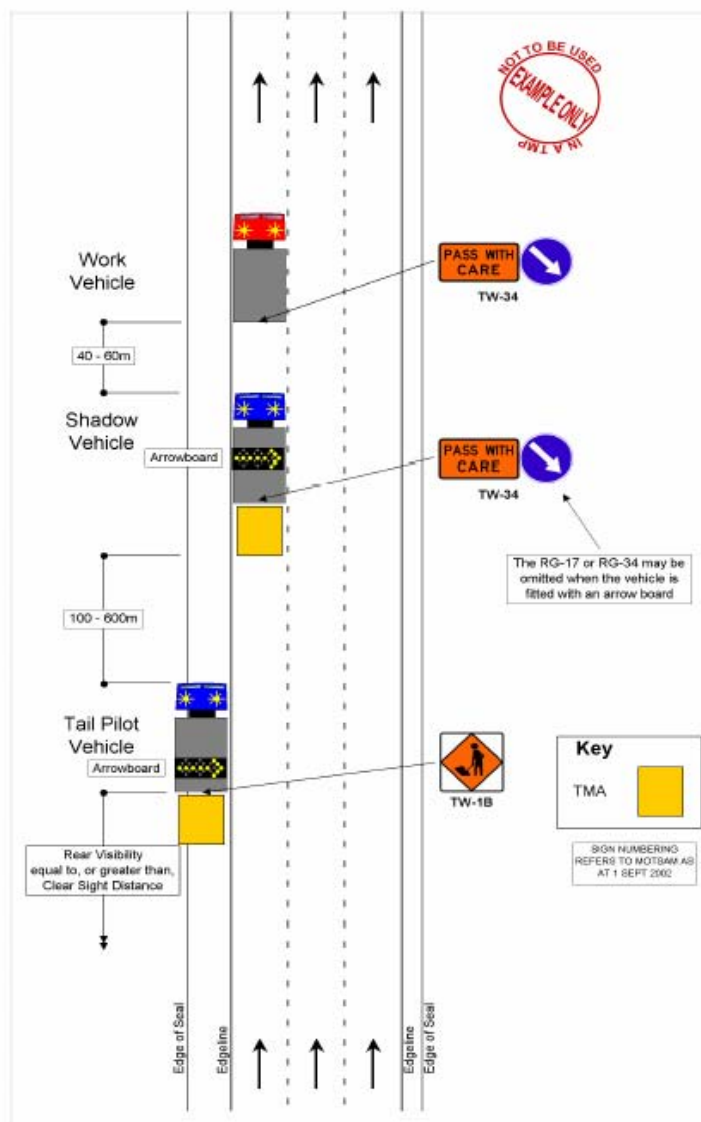 NOT TO BE USED
EXAMPLE ONLY
IN A TMP
Work
Vehicle
PASS WITH
CARE
TW-34
40 - 60m
Shadow
Vehicle
Arrowboard
PASS WITH
CARE
TW-34
The RG-17 or RG-34 may be
omitted when the vehicle is
fitted with an arrow board
100 - 600m
Tail Pilot
Vehicle
Arrowboard
TW-1B
Key
TMA
Rear Visibility
equal to, or greater than,
Clear Sight Distance
SIGN NUMBERING
REFERS TO MOTSAM AS
AT 1 SEPT 2002
Edge of Seal
Edgeline
Edgeline
Edge of Seal